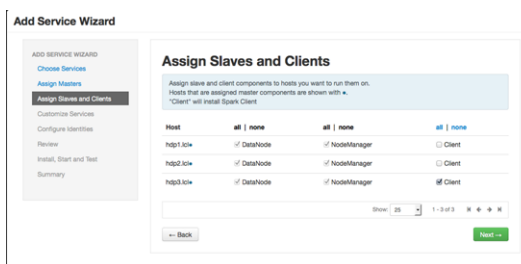 Add Service Wizard
ADD SERVICE WIZARD
Choose Services
Assign Masters
Assign Slaves and Clients
Customize Services
Configure Identities
Review
Install, Start and Test
Summary
Assign Slaves and Clients
Assign slave and client components to hosts you want to run them on.
Hosts that are assigned master components are shown with ●.
"Client" will install Spark Client
Host all | none all | none all | none
hdp1.lcl● DataNode NodeManager Client
hdp2.lcl● DataNode NodeManager Client
hdp3.lcl● DataNode NodeManager Client
Show: 25 1 - 3 of 3
← Back Next →